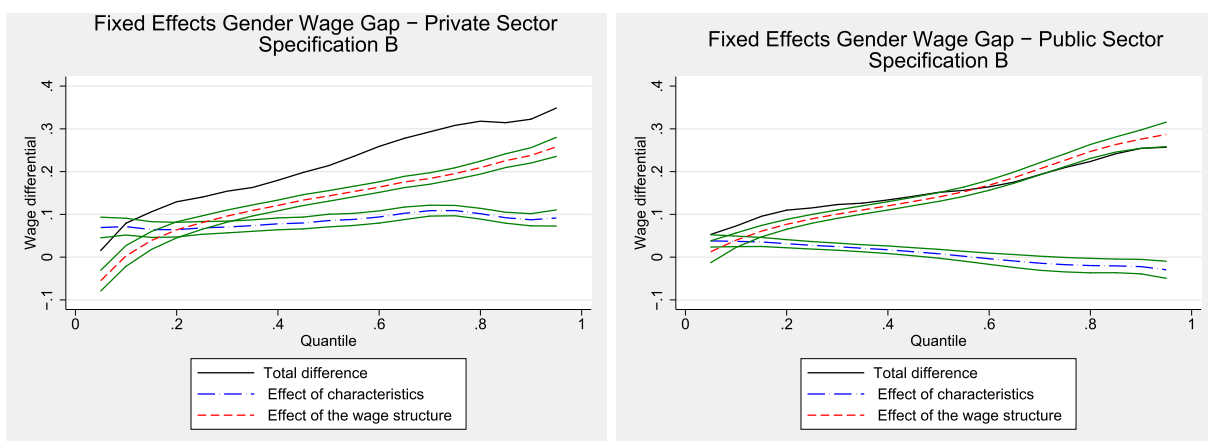 Fixed Effects Gender Wage Gap − Private Sector
Specification B
.4
.3
.2
.1
0
−.1
Wage differential
0 .2 .4 .6 .8 1
Quantile
Total difference
Effect of characteristics
Effect of the wage structure
Fixed Effects Gender Wage Gap − Public Sector
Specification B
.4
.3
.2
.1
0
−.1
Wage differential
0 .2 .4 .6 .8 1
Quantile
Total difference
Effect of characteristics
Effect of the wage structure